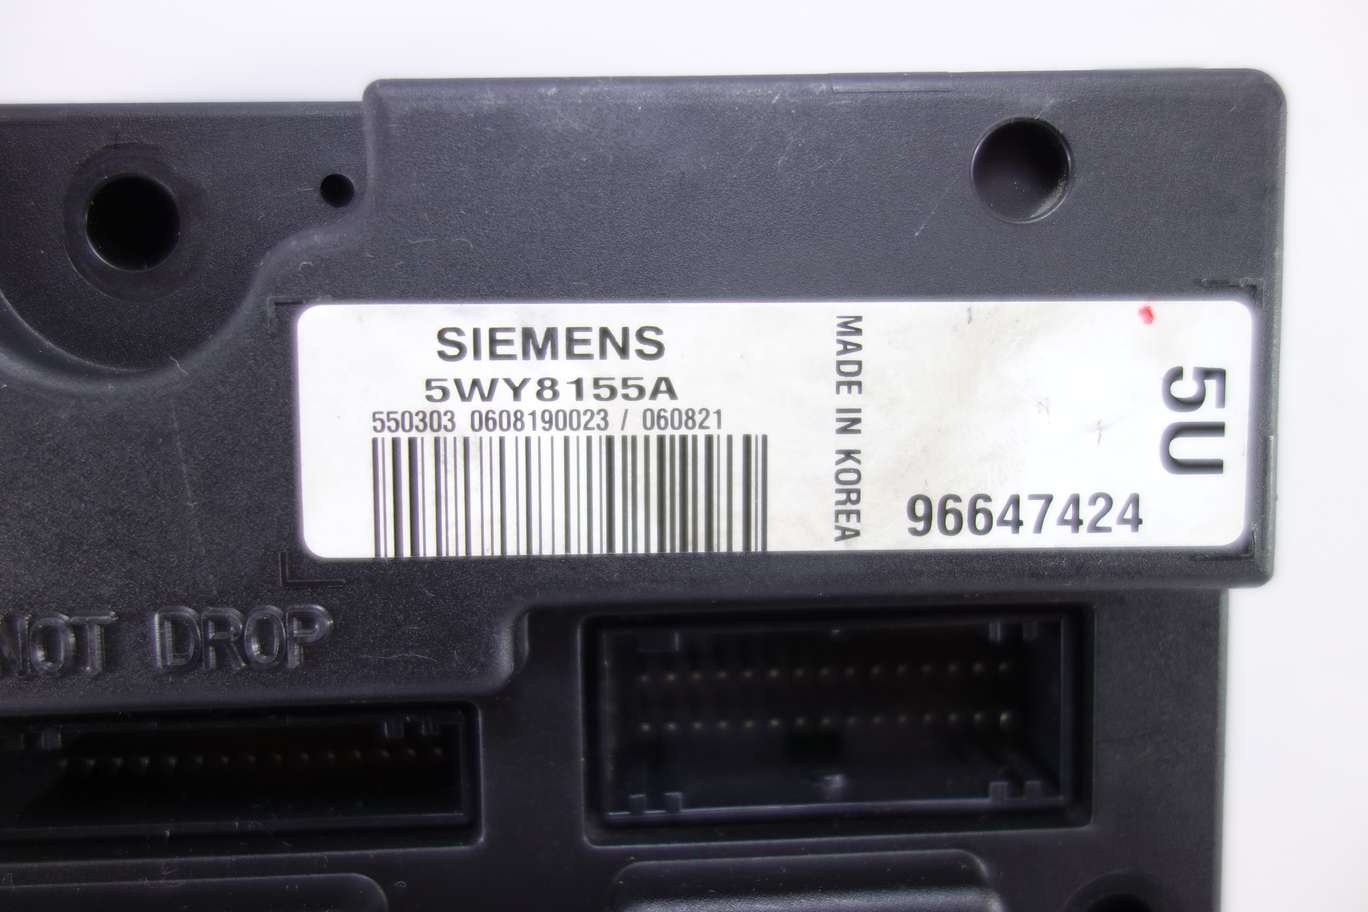 SIEMENS
5WY8155A
550303 0608190023 / 060821
MADE IN KOREA
5U
96647424
NOT DROP